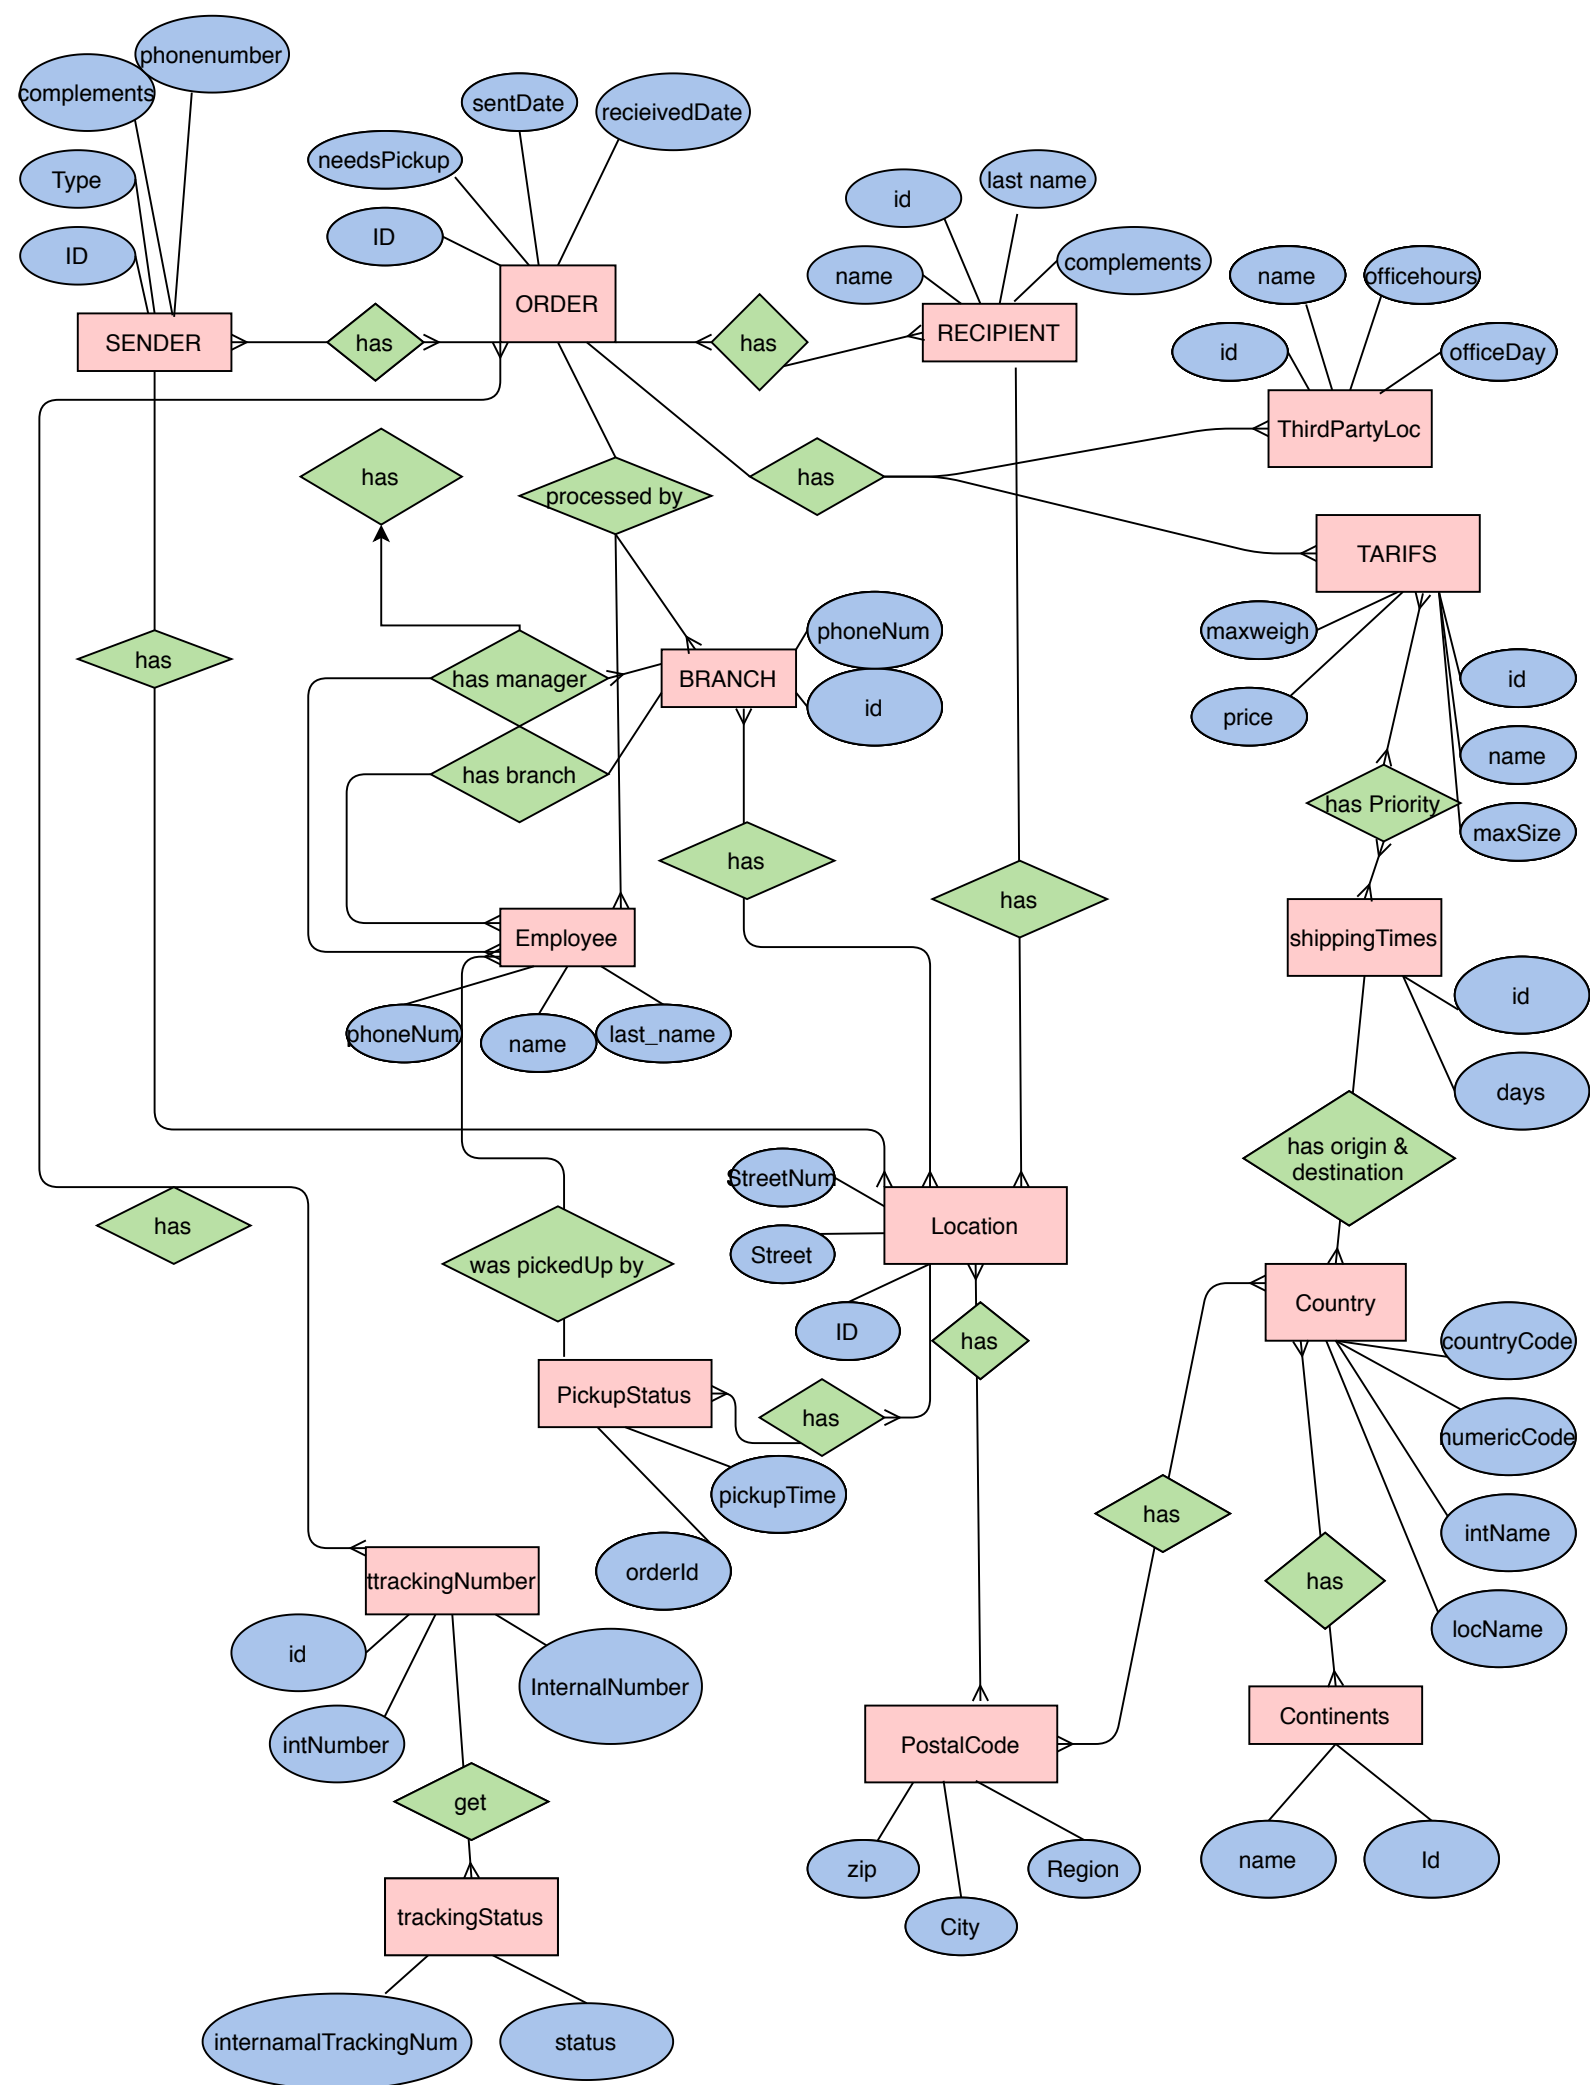 phonenumber
complements
sentDate
recieivedDate
needsPickup
Type
last name
id
ID
ID
name
complements
name
officehours
ORDER
SENDER
has
has
RECIPIENT
id
officeDay
ThirdPartyLoc
has
processed by
has
TARIFS
has
phoneNum
maxweigh
has manager
BRANCH
id
id
price
has branch
name
has Priority
maxSize
has
has
Employee
shippingTimes
id
phoneNum
name
last_name
days
has origin &
destination
StreetNum
has
Location
Street
was pickedUp by
ID
has
Country
countryCode
PickupStatus
has
numericCode
pickupTime
has
intName
orderId
ttrackingNumber
has
locName
id
InternalNumber
intNumber
PostalCode
Continents
get
zip
Region
name
Id
trackingStatus
City
internamalTrackingNum
status